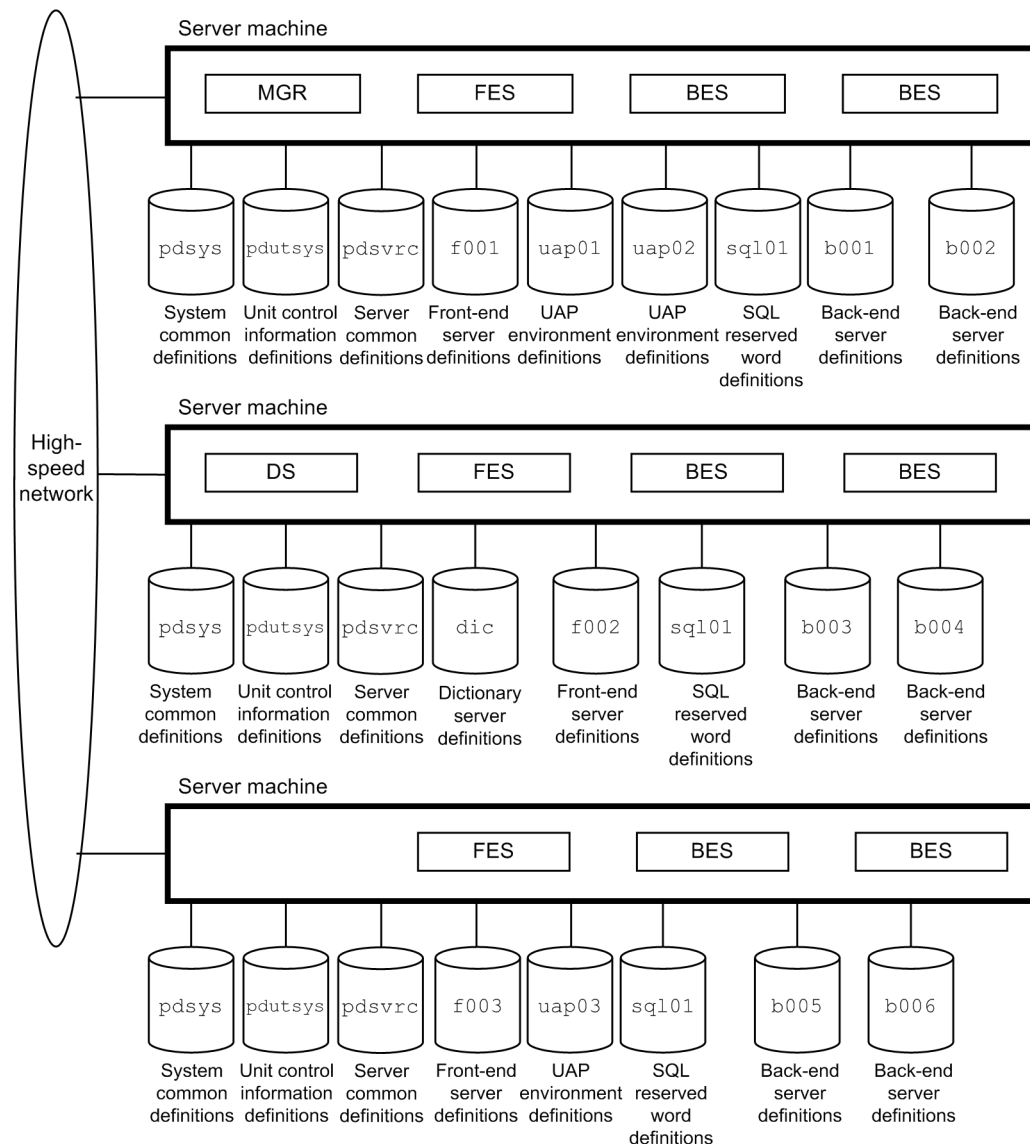 Server machine
MGR
FES
BES
BES
pdsys
pdutsys
pdsvrc
f001
uap01
uap02
sql01
b001
b002
System
common
definitions
Unit control
information
definitions
Server
common
definitions
Front-end
server
definitions
UAP
environment
definitions
UAP
environment
definitions
SQL
reserved
word
definitions
Back-end
server
definitions
Back-end
server
definitions
High-
speed
network
Server machine
DS
FES
BES
BES
pdsys
pdutsys
pdsvrc
dic
f002
sql01
b003
b004
System
common
definitions
Unit control
information
definitions
Server
common
definitions
Dictionary
server
definitions
Front-end
server
definitions
SQL
reserved
word
definitions
Back-end
server
definitions
Back-end
server
definitions
Server machine
FES
BES
BES
pdsys
pdutsys
pdsvrc
f003
uap03
sql01
b005
b006
System
common
definitions
Unit control
information
definitions
Server
common
definitions
Front-end
server
definitions
UAP
environment
definitions
SQL
reserved
word
definitions
Back-end
server
definitions
Back-end
server
definitions